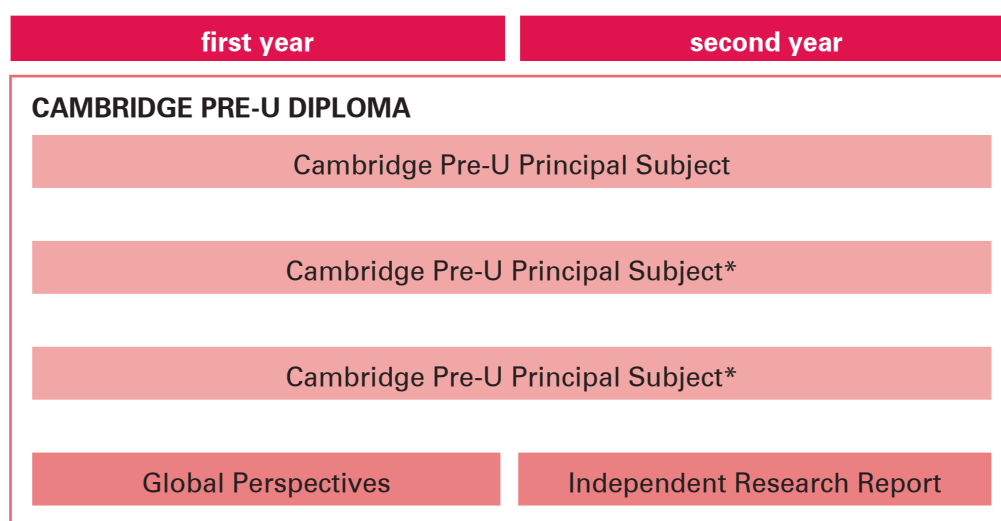 first year
second year
CAMBRIDGE PRE-U DIPLOMA
Cambridge Pre-U Principal Subject
Cambridge Pre-U Principal Subject*
Cambridge Pre-U Principal Subject*
Global Perspectives
Independent Research Report